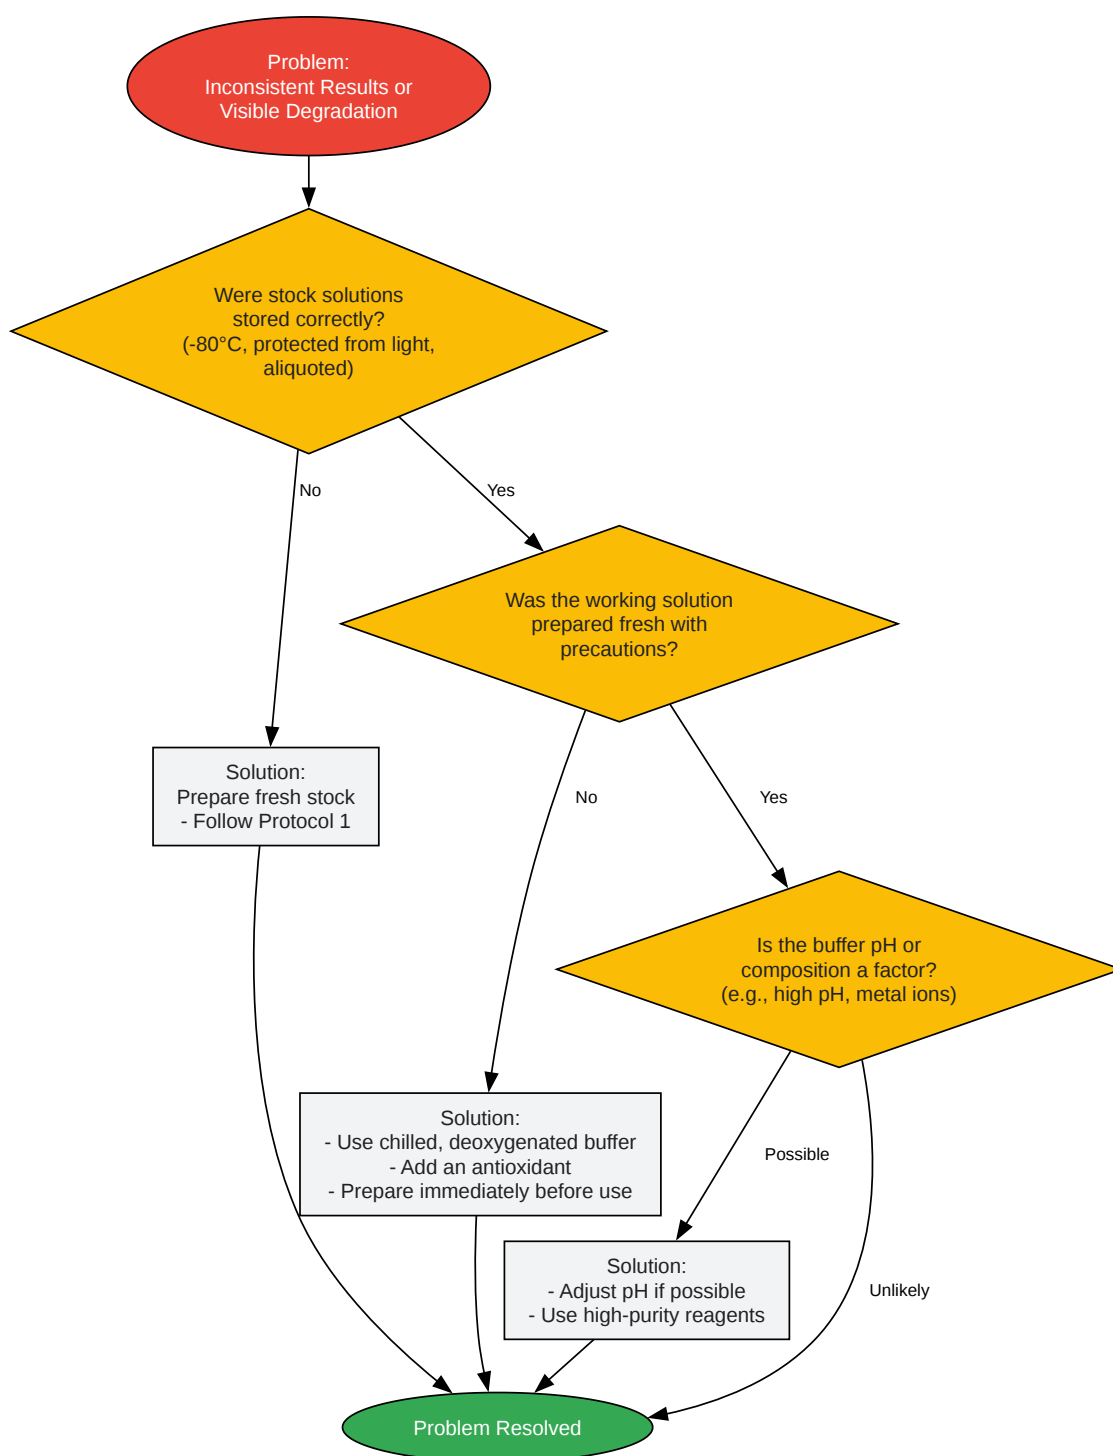 Problem:
Inconsistent Results or
Visible Degradation
Were stock solutions
stored correctly?
(-80°C, protected from light,
aliquoted)
No
Yes
Was the working solution
prepared fresh with
precautions?
Solution:
Prepare fresh stock
- Follow Protocol 1
No
Yes
Is the buffer pH or
composition a factor?
(e.g., high pH, metal ions)
Solution:
- Use chilled, deoxygenated buffer
- Add an antioxidant
- Prepare immediately before use
Possible
Unlikely
Solution:
- Adjust pH if possible
- Use high-purity reagents
Problem Resolved